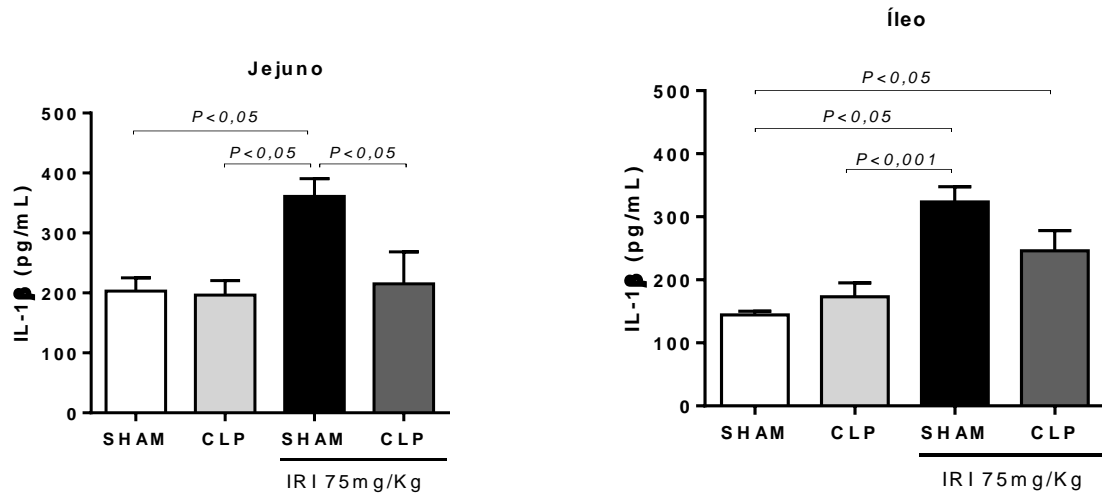 Jejuno
P<0,05
P<0,05 P<0,05
500
400
300
200
100
0
IL-1β (pg/mL)
SHAM CLP SHAM CLP
IRI 75mg/Kg
Íleo
P<0,05
P<0,05
P<0,001
500
400
300
200
100
0
IL-1β (pg/mL)
SHAM CLP SHAM CLP
IRI 75mg/Kg